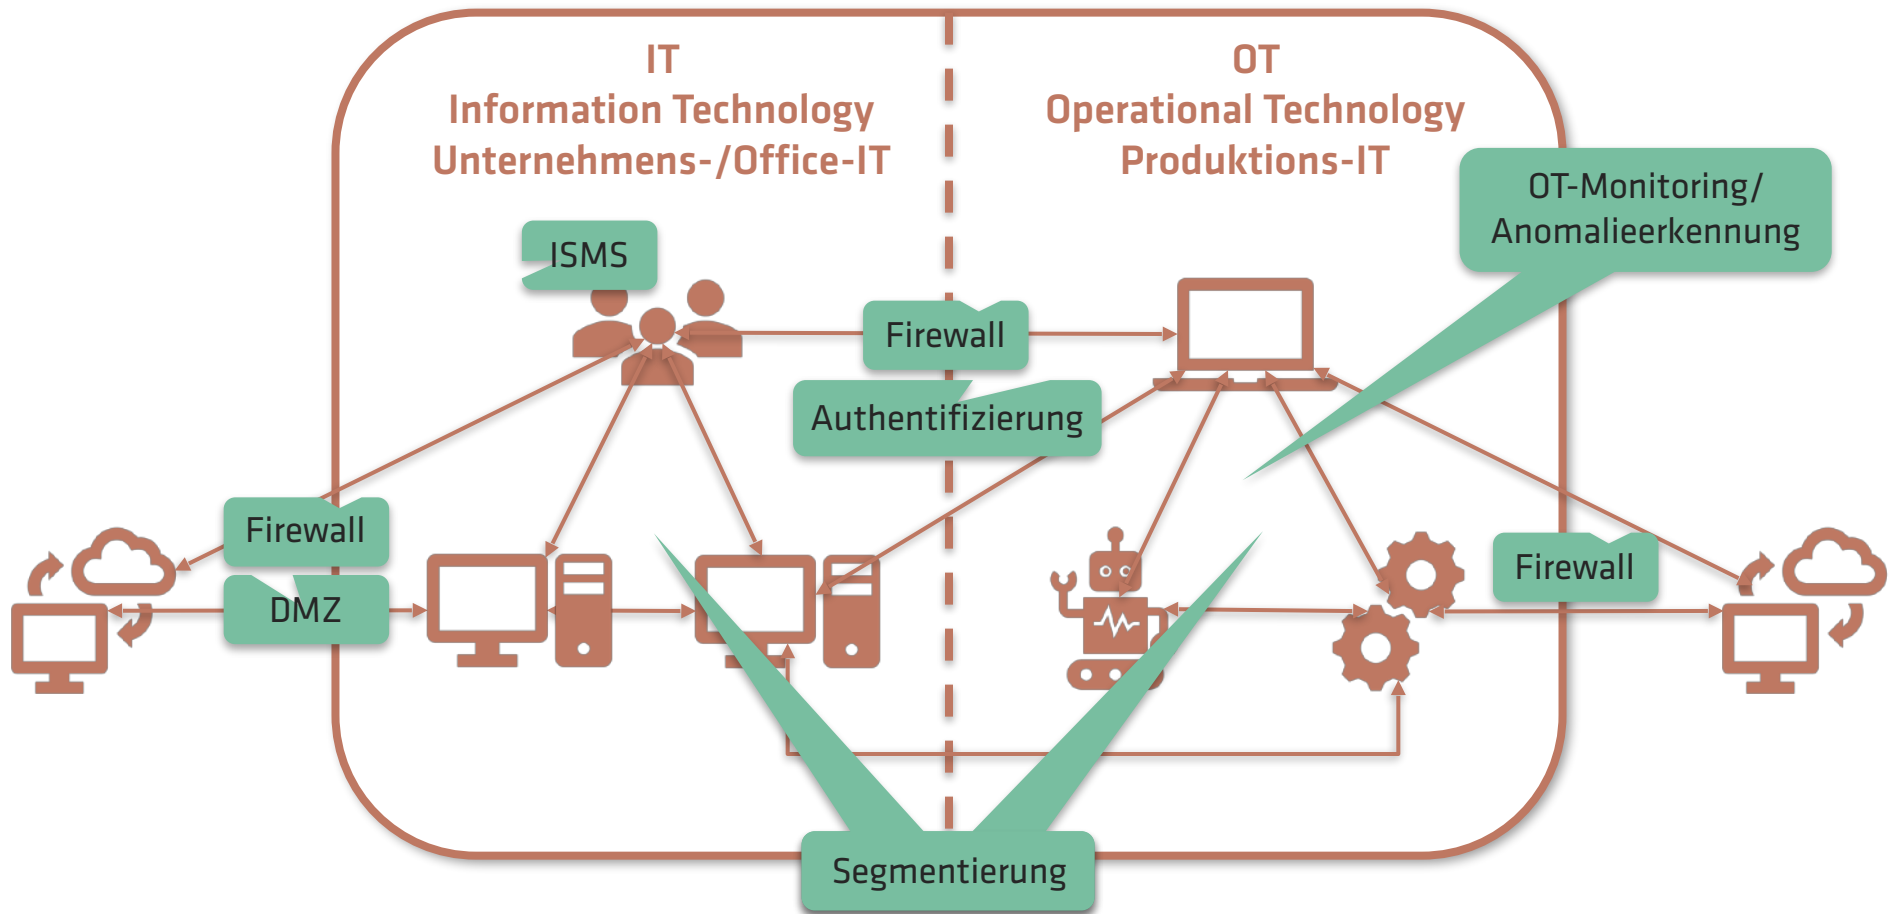 IT
Information Technology
Unternehmens-/Office-IT
OT
Operational Technology
Produktions-IT
OT-Monitoring/
Anomalieerkennung
ISMS
Firewall
Authentifizierung
Firewall
DMZ
Firewall
Segmentierung